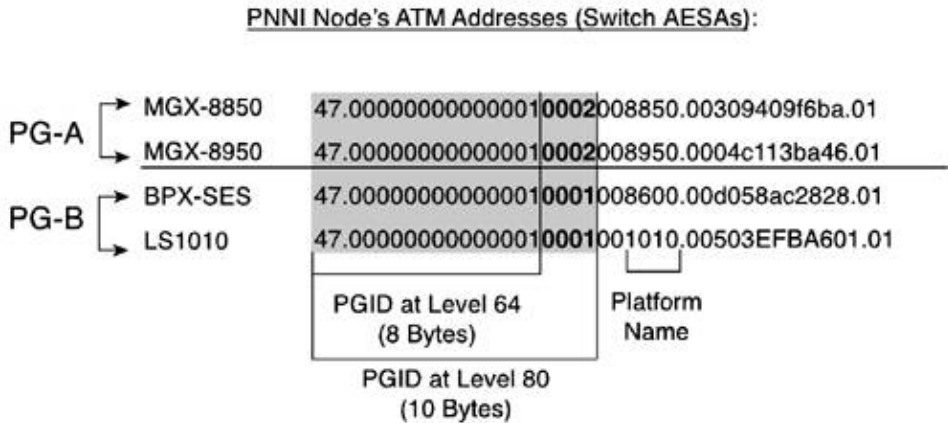 PNNI Node's ATM Addresses (Switch AESAs):
PG-A
MGX-8850 47.000000000000010002008850.00309409f6ba.01
MGX-8950 47.000000000000010002008950.0004c113ba46.01
PG-B
BPX-SES 47.000000000000010001008600.00d058ac2828.01
LS1010 47.000000000000010001001010.00503EFBA601.01
PGID at Level 64
(8 Bytes)
Platform
Name
PGID at Level 80
(10 Bytes)